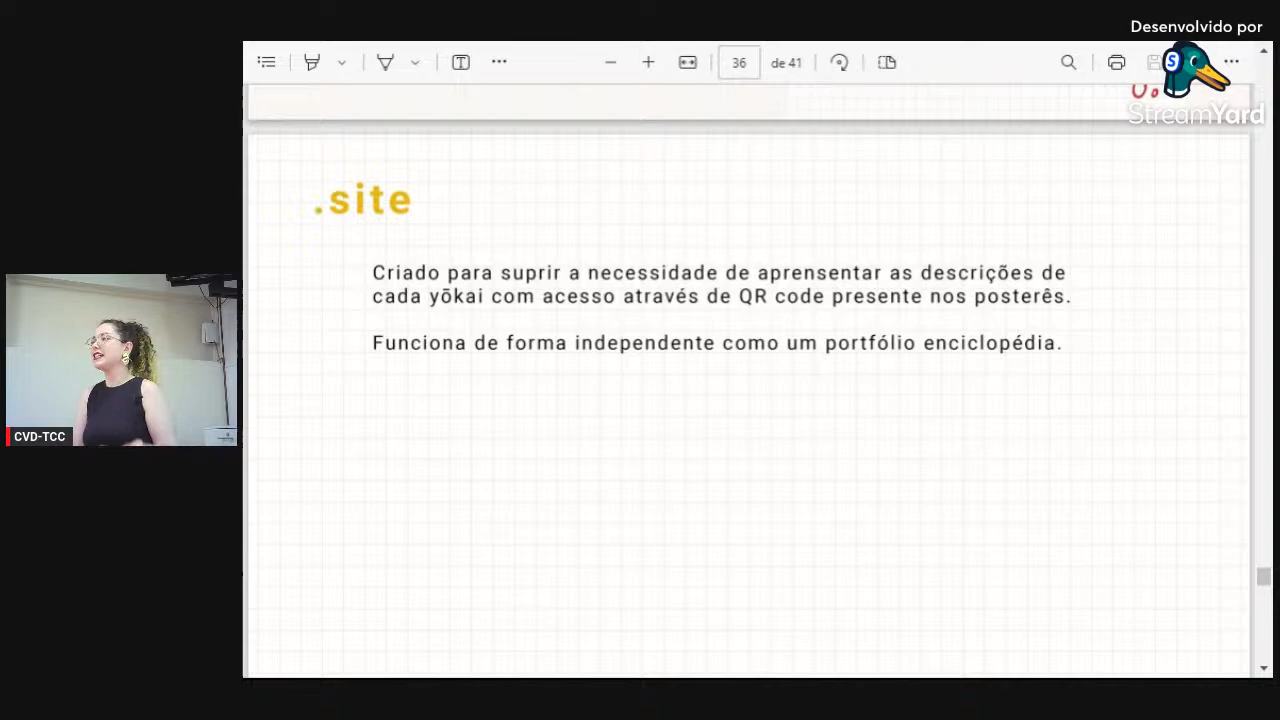 Desenvolvido por
36 de 41
StreamYard
.site
Criado para suprir a necessidade de aprensentar as descrições de
cada yōkai com acesso através de QR code presente nos posterês.
Funciona de forma independente como um portfólio enciclopédia.
CVD-TCC